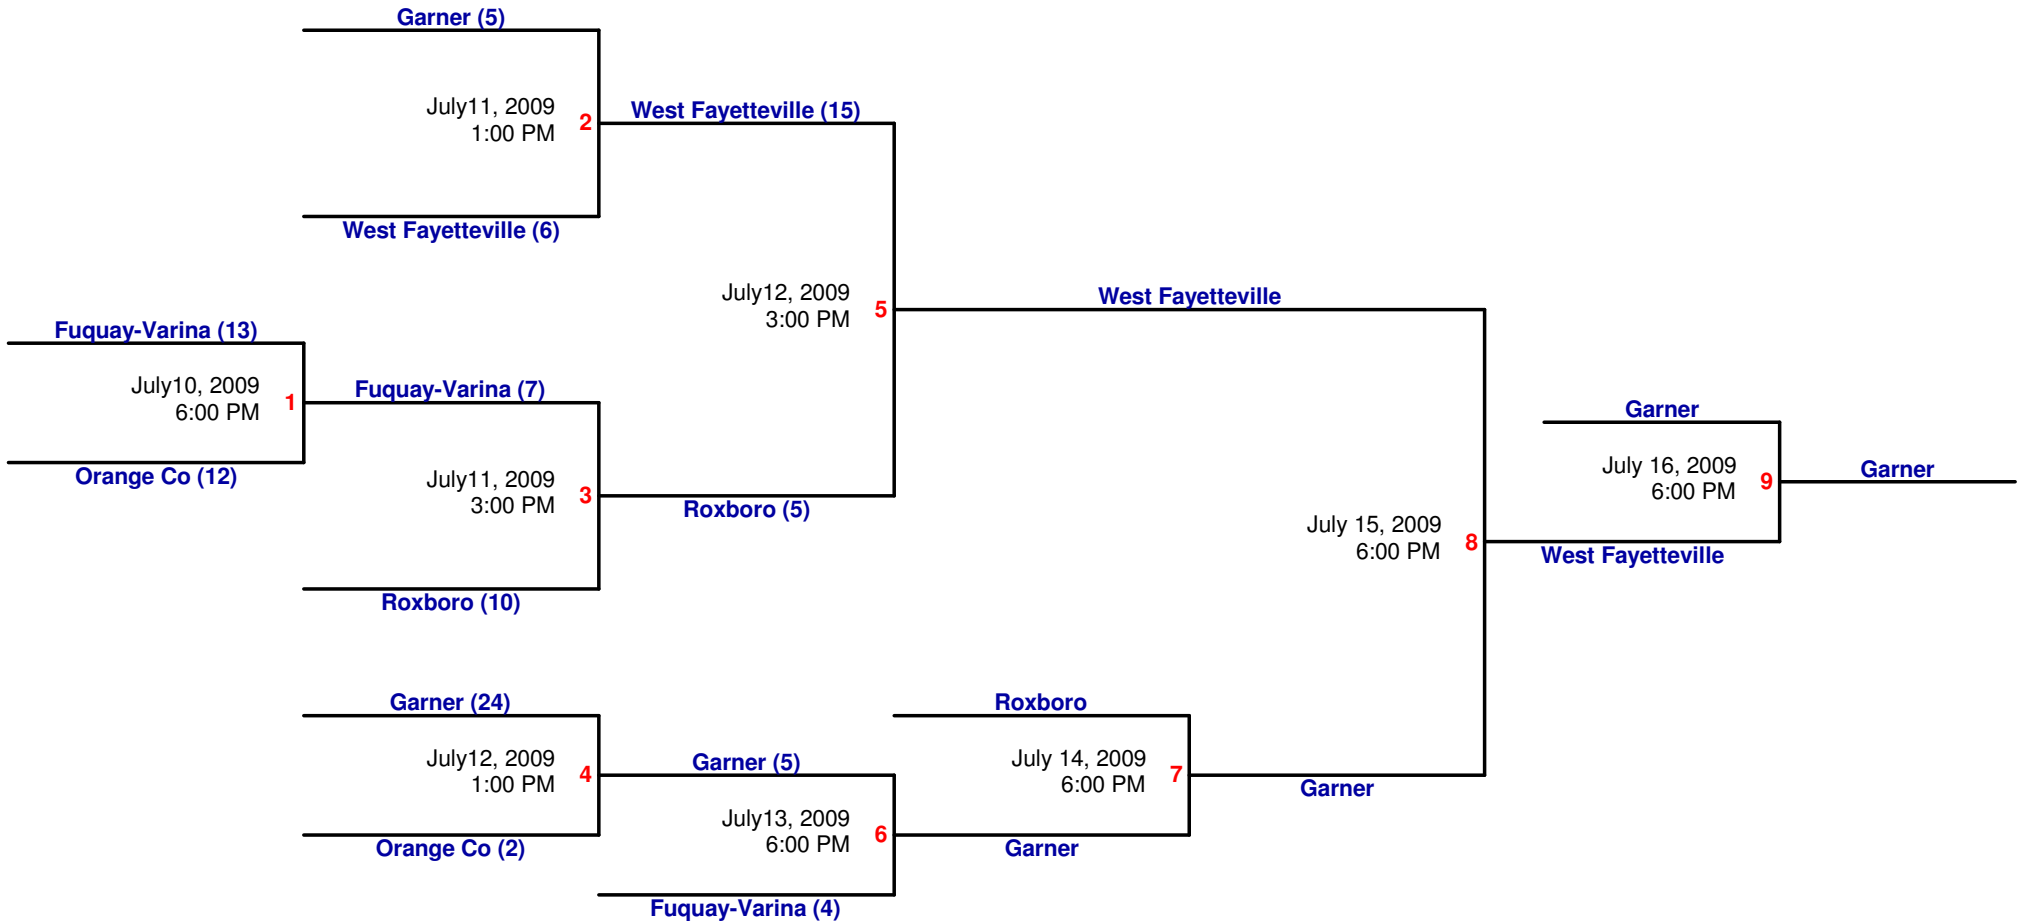 Garner (5)
July11, 2009
1:00 PM
2
West Fayetteville (15)
West Fayetteville (6)
July12, 2009
3:00 PM
5
West Fayetteville
Fuquay-Varina (13)
July10, 2009
6:00 PM
1
Fuquay-Varina (7)
Orange Co (12)
July11, 2009
3:00 PM
3
Roxboro (5)
Roxboro (10)
Garner
July 16, 2009
6:00 PM
9
Garner
July 15, 2009
6:00 PM
8
West Fayetteville
Garner (24)
July12, 2009
1:00 PM
4
Garner (5)
Orange Co (2)
July13, 2009
6:00 PM
6
Fuquay-Varina (4)
Roxboro
July 14, 2009
6:00 PM
7
Garner
Garner